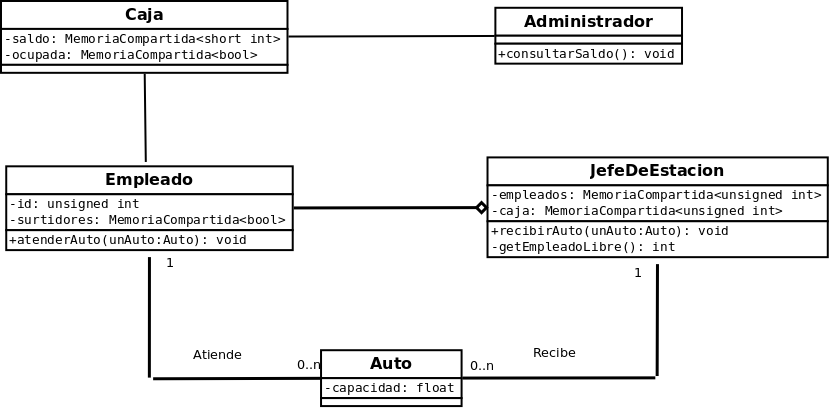 Caja
-saldo: MemoriaCompartida<short int>
-ocupada: MemoriaCompartida<bool>
Administrador
+consultarSaldo(): void
Empleado
-id: unsigned int
-surtidores: MemoriaCompartida<bool>
+atenderAuto(unAuto:Auto): void
JefeDeEstacion
-empleados: MemoriaCompartida<unsigned int>
-caja: MemoriaCompartida<unsigned int>
+recibirAuto(unAuto:Auto): void
-getEmpleadoLibre(): int
1
1
Atiende
0..n
Auto
-capacidad: float
0..n
Recibe